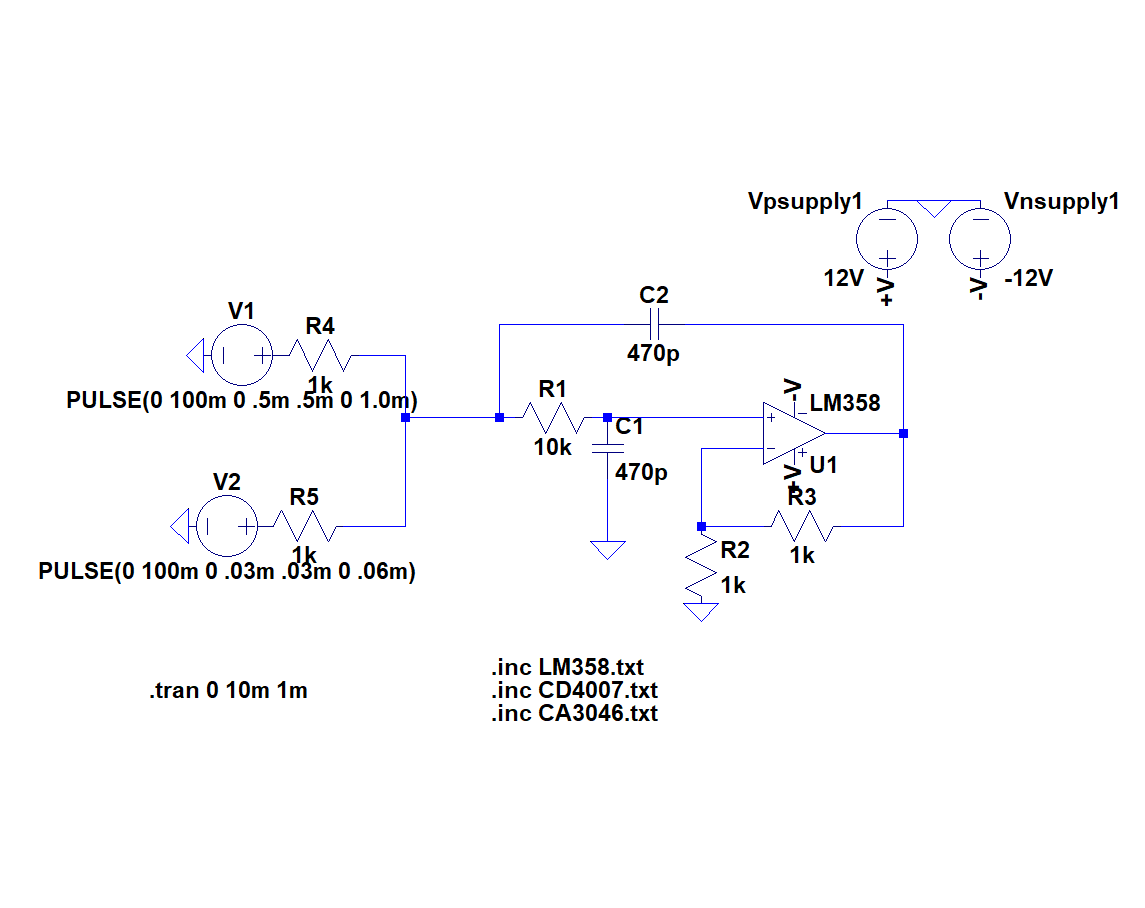 Vpsupply1
Vnsupply1
12V
+V
-V
-12V
C2
470p
V1
R4
1k
PULSE(0 100m 0 .5m .5m 0 1.0m)
R1
10k
C1
470p
-V
LM358
U1
+V
V2
R5
1k
PULSE(0 100m 0 .03m .03m 0 .06m)
R3
1k
R2
1k
.tran 0 10m 1m
.inc LM358.txt
.inc CD4007.txt
.inc CA3046.txt